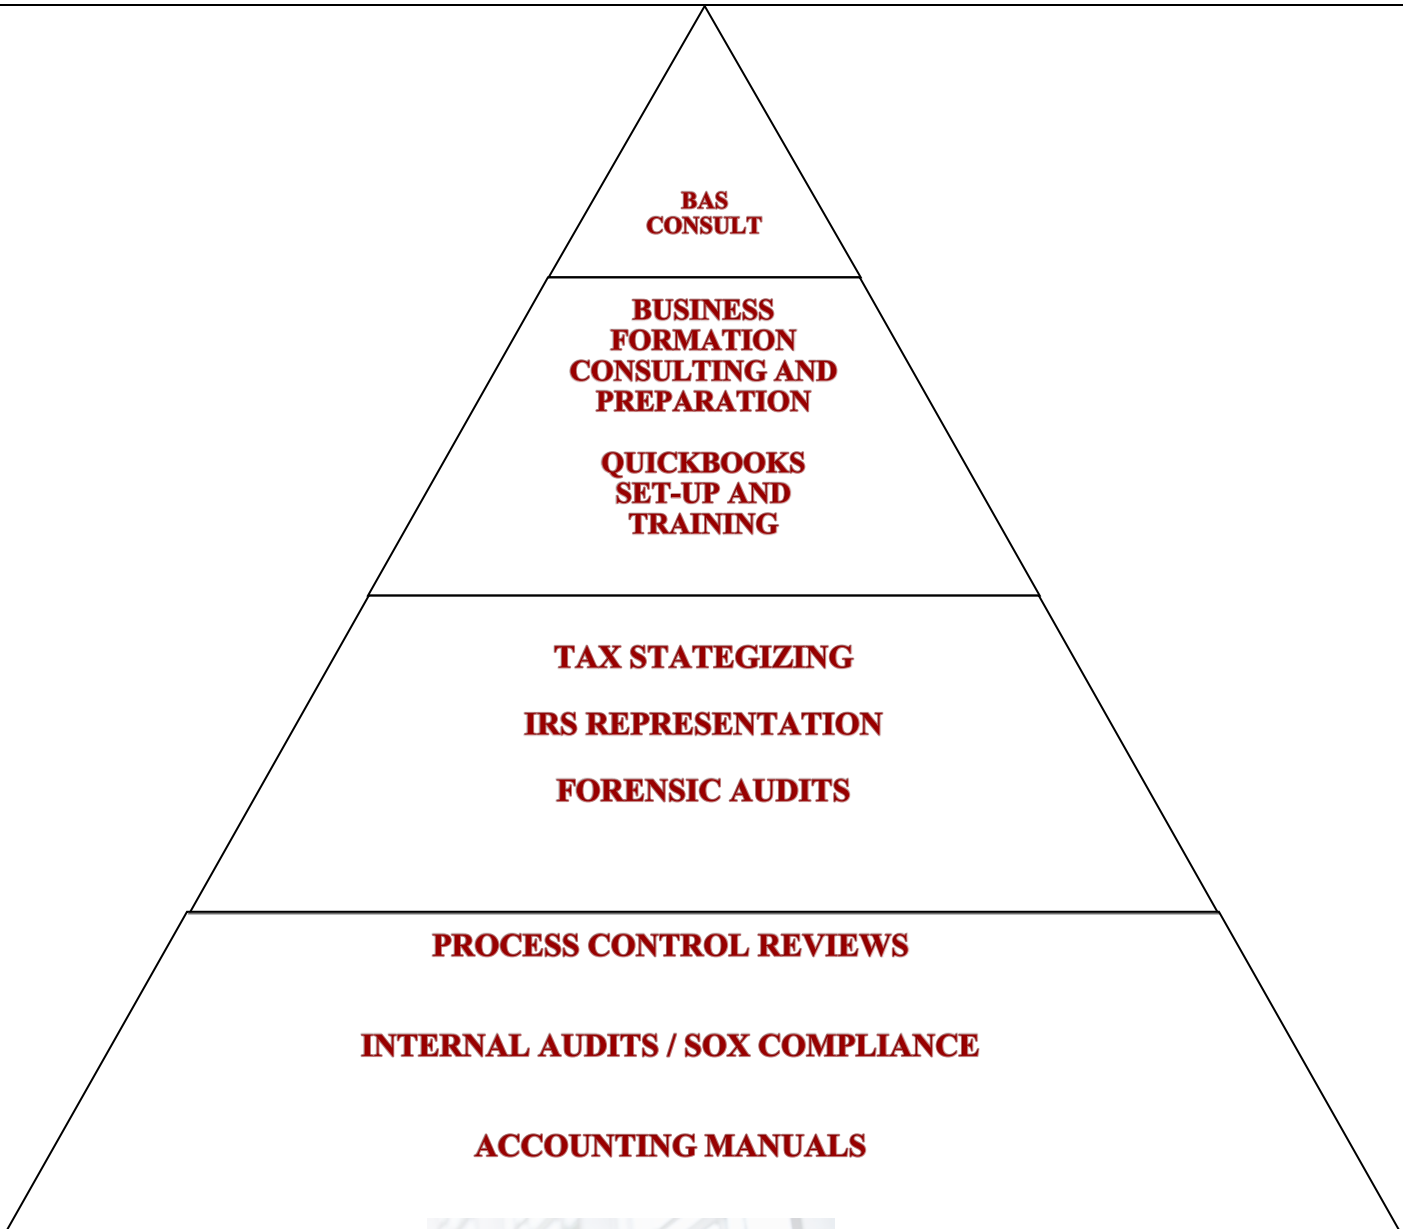 BAS
CONSULT
BUSINESS
FORMATION
CONSULTING AND
PREPARATION
QUICKBOOKS
SET-UP AND
TRAINING
TAX STATEGIZING
IRS REPRESENTATION
FORENSIC AUDITS
PROCESS CONTROL REVIEWS
INTERNAL AUDITS / SOX COMPLIANCE
ACCOUNTING MANUALS